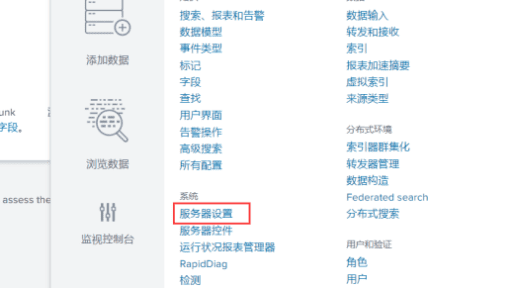 unk
字段。
assess the
添加数据
浏览数据
监视控制台
搜索、报表和告警
数据模型
事件类型
标记
字段
查找
用户界面
告警操作
高级搜索
所有配置
系统
服务器设置
服务器控件
运行状况报表管理器
RapidDiag
检测
数据输入
转发和接收
索引
报表加速摘要
虚拟索引
来源类型
分布式环境
索引器群集化
转发器管理
数据构造
Federated search
分布式搜索
用户和验证
角色
用户